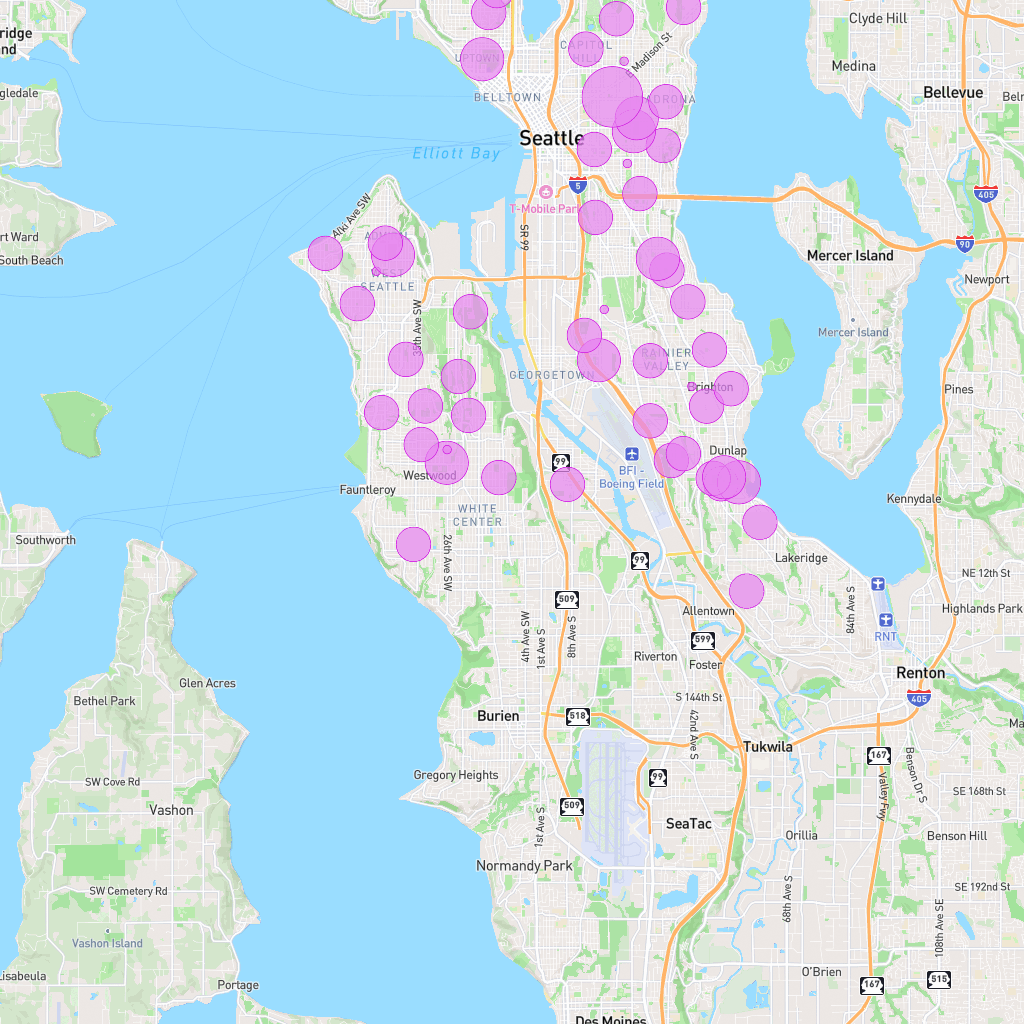 Clyde Hill
ridge
nd
CAPITOL
HILL
E Madison St
UPTOWN
Medina
gledale
BELLTOWN
ADRONA
Bellevue
Belr
Seattle
Elliott Bay
5
405
Alki Ave SW
T-Mobile Park
rt Ward
SR 99
90
South Beach
Mercer Island
WEST
SEATTLE
Newport
35th Ave SW
Mercer Island
RAINIER
VALLEY
GEORGETOWN
Brighton
Pines
Dunlap
99
BFI -
Boeing Field
Westwood
Fauntleroy
Kennydale
WHITE
CENTER
Southworth
26th Ave SW
99
Lakeridge
NE 12th St
509
84th Ave S
Highlands Park
Allentown
4th Ave SW
1st Ave S
8th Ave S
RNT
599
Riverton
Foster
Renton
Glen Acres
S 144th St
405
Bethel Park
Burien
518
42nd Ave S
Ma
Tukwila
167
Gregory Heights
99
Benson Dr S
SW Cove Rd
Valley Fwy
SE 168th St
Vashon
509
1st Ave S
SeaTac
Orillia
Benson Hill
Normandy Park
SW Cemetery Rd
68th Ave S
SE 192nd St
108th Ave SE
Vashon Island
lisabeula
O'Brien
Portage
167
515
Des Moines